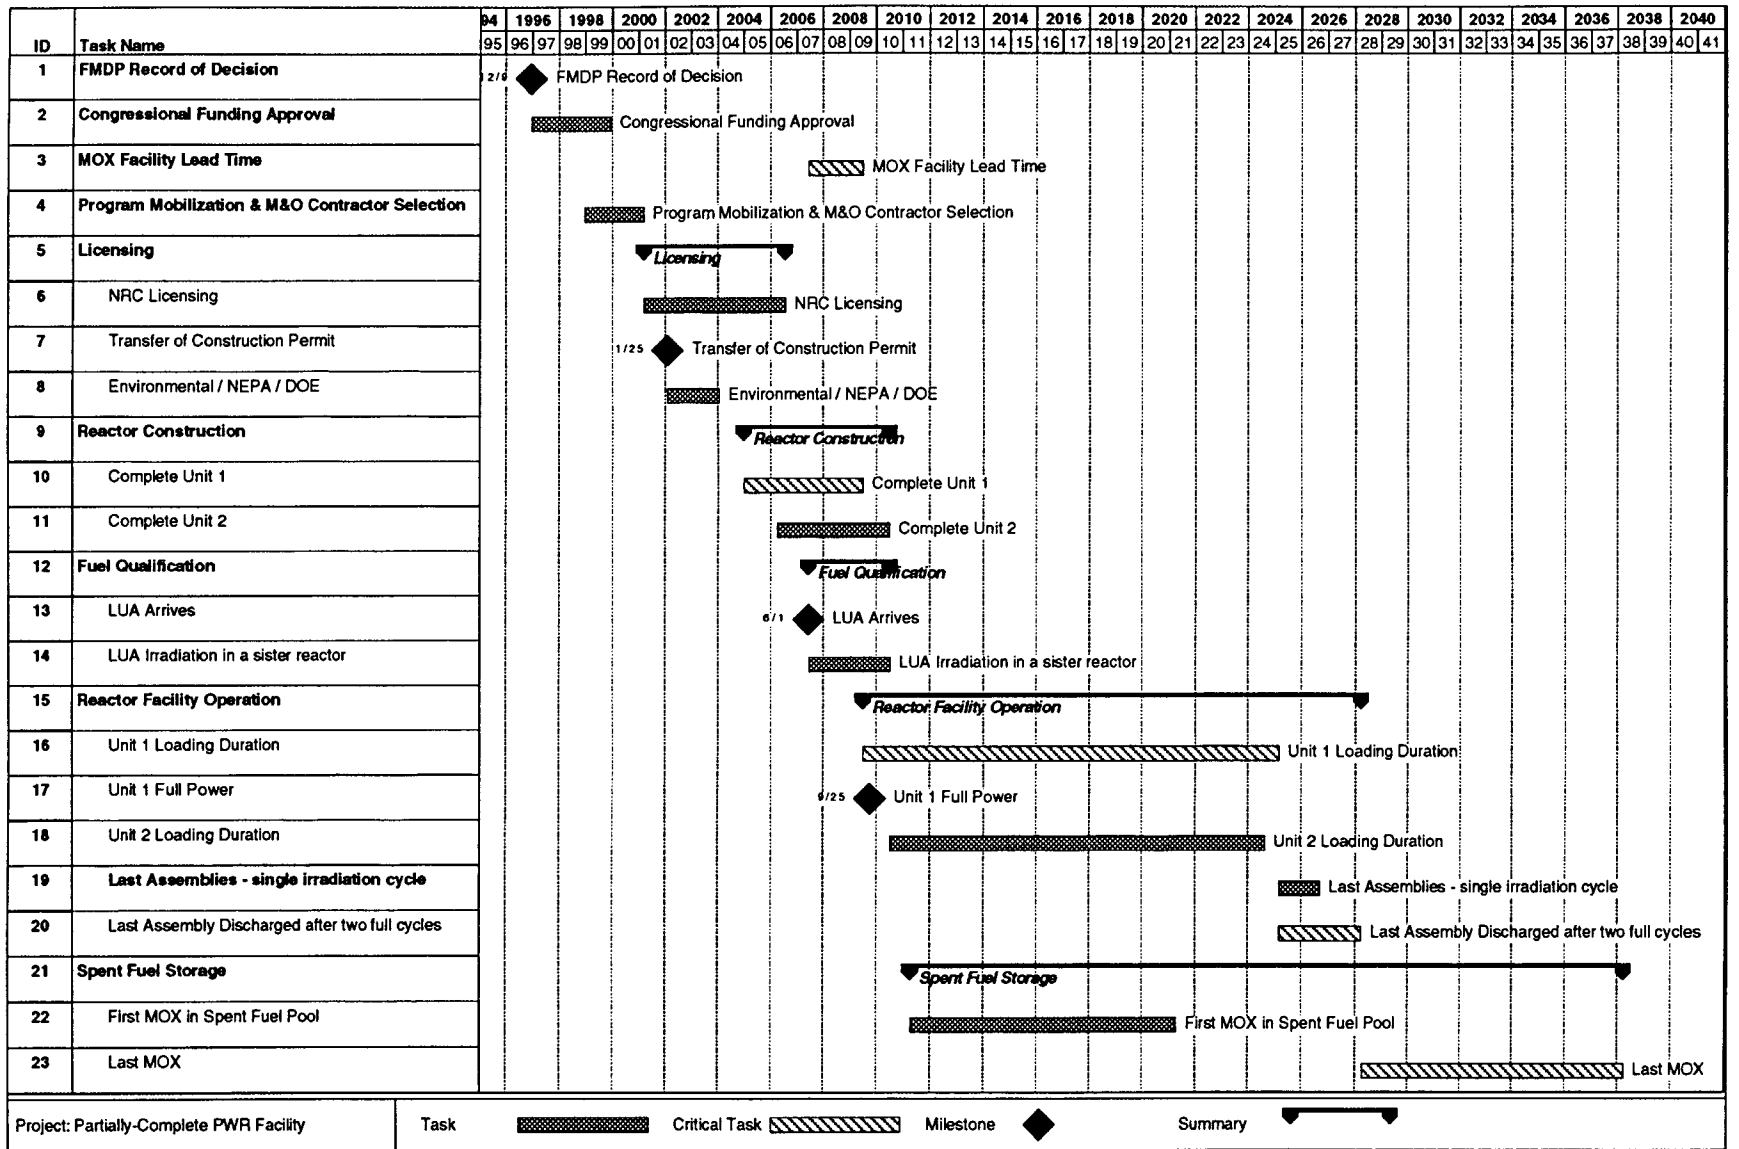 94 1996 1998 2000 2002 2004 2006 2008 2010 2012 2014 2016 2018 2020 2022 2024 2026 2028 2030 2032 2034 2036 2038 2040
ID Task Name 95 96 97 98 99 00 01 02 03 04 05 06 07 08 09 10 11 12 13 14 15 16 17 18 19 20 21 22 23 24 25 26 27 28 29 30 31 32 33 34 35 36 37 38 39 40 41
1 FMDP Record of Decision 2/9 FMDP Record of Decision
2 Congressional Funding Approval Congressional Funding Approval
3 MOX Facility Lead Time MOX Facility Lead Time
4 Program Mobilization & M&O Contractor Selection Program Mobilization & M&O Contractor Selection
5 Licensing Licensing
6 NRC Licensing NRC Licensing
7 Transfer of Construction Permit 1/25 Transfer of Construction Permit
8 Environmental / NEPA / DOE Environmental / NEPA / DOE
9 Reactor Construction Reactor Construction
10 Complete Unit 1 Complete Unit 1
11 Complete Unit 2 Complete Unit 2
12 Fuel Qualification Fuel Qualification
13 LUA Arrives 6/1 LUA Arrives
14 LUA Irradiation in a sister reactor LUA Irradiation in a sister reactor
15 Reactor Facility Operation Reactor Facility Operation
16 Unit 1 Loading Duration Unit 1 Loading Duration
17 Unit 1 Full Power 9/25 Unit 1 Full Power
18 Unit 2 Loading Duration Unit 2 Loading Duration
19 Last Assemblies - single irradiation cycle Last Assemblies - single irradiation cycle
20 Last Assembly Discharged after two full cycles Last Assembly Discharged after two full cycles
21 Spent Fuel Storage Spent Fuel Storage
22 First MOX in Spent Fuel Pool First MOX in Spent Fuel Pool
23 Last MOX Last MOX
Project: Partially-Complete PWR Facility Task Critical Task Milestone Summary